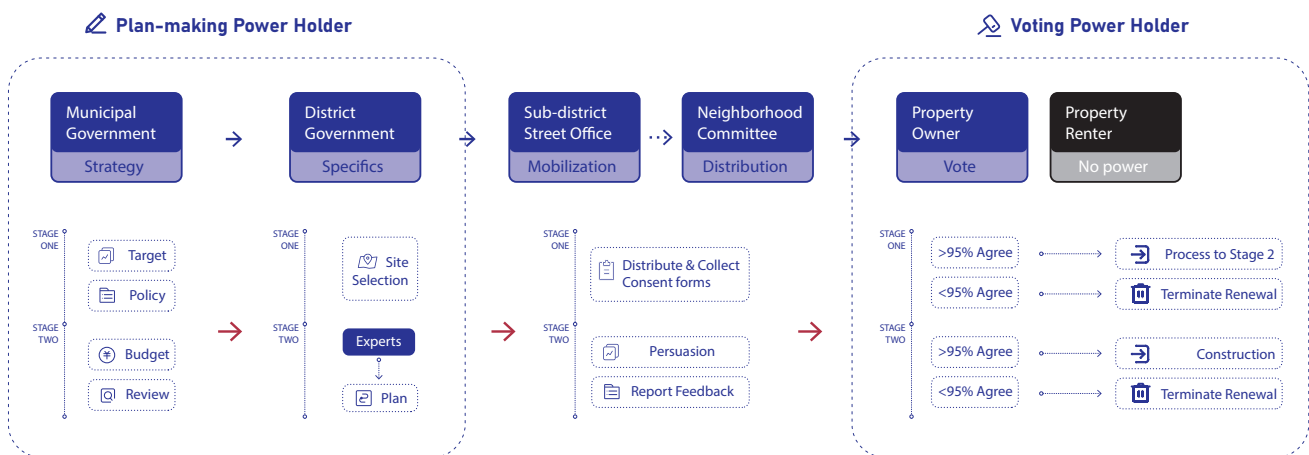 Plan-making Power Holder
Voting Power Holder
Municipal
Government
Strategy
District
Government
Specifics
Sub-district
Street Office
Mobilization
Neighborhood
Committee
Distribution
Property
Owner
Vote
Property
Renter
No power
STAGE
ONE
Target
Policy
STAGE
TWO
¥
Budget
Review
STAGE
ONE
Site
Selection
STAGE
TWO
Experts
Plan
STAGE
ONE
Distribute & Collect
Consent forms
STAGE
TWO
Persuasion
Report Feedback
STAGE
ONE
>95% Agree
Process to Stage 2
<95% Agree
Terminate Renewal
STAGE
TWO
>95% Agree
Construction
<95% Agree
Terminate Renewal